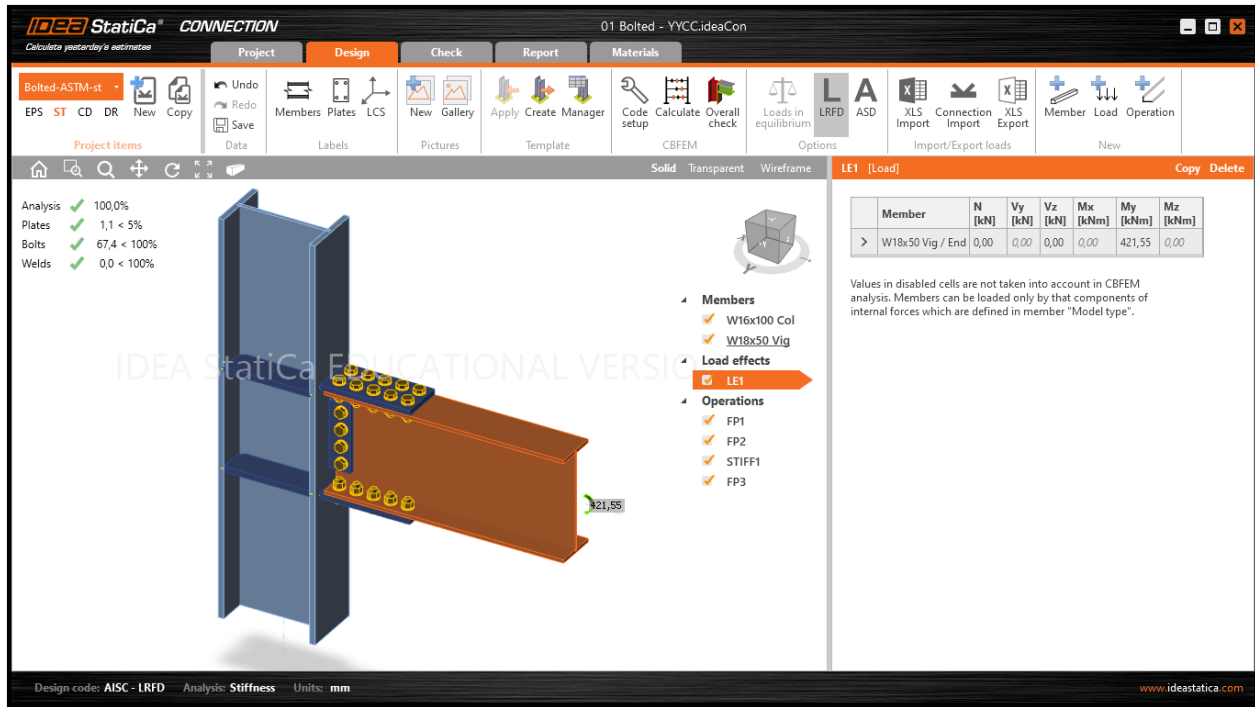 IDEA StatiCa® CONNECTION
Calculate yesterday's estimates
01 Bolted - YYCC.ideaCon
Project Design Check Report Materials
Bolted-ASTM-st
EPS ST CD DR New Copy
Undo
Redo
Save
Members Plates LCS
New Gallery
Apply Create Manager
Code setup Calculate Overall check
Loads in equilibrium L LRFD A ASD
XLS Import Connection Import XLS Export
Member Load Operation
Project items Data Labels Pictures Template CBFEM Options Import/Export loads New
Solid Transparent Wireframe
LE1 [Load] Copy Delete
Analysis 100,0%
Plates 1,1 < 5%
Bolts 67,4 < 100%
Welds 0,0 < 100%
Members
W16x100 Col
W18x50 Vig
Load effects
LE1
Operations
FP1
FP2
STIFF1
FP3
IDEA StatiCa EDUCATIONAL VERSIO
421,55
Member N [kN] Vy [kN] Vz [kN] Mx [kNm] My [kNm] Mz [kNm]
W18x50 Vig / End 0,00 0,00 0,00 0,00 421,55 0,00
Values in disabled cells are not taken into account in CBFEM
analysis. Members can be loaded only by that components of
internal forces which are defined in member "Model type".
Design code: AISC - LRFD Analysis: Stiffness Units: mm
www.ideastatica.com